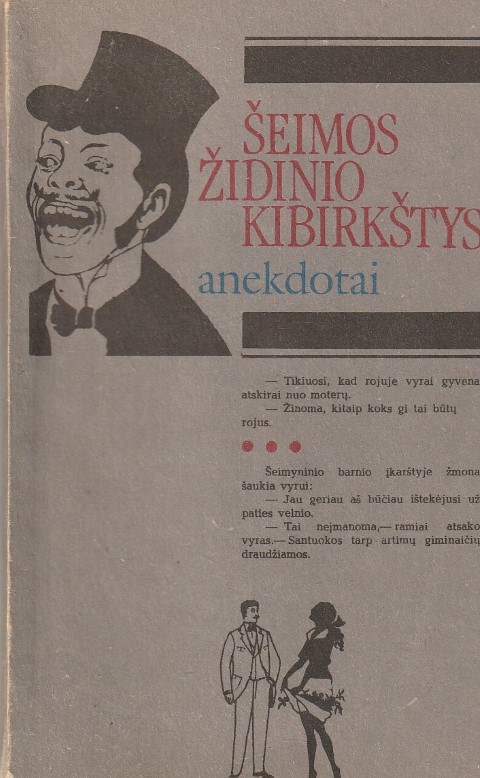 ŠEIMOS
ŽIDINIO
KIBIRKŠTYS
anekdotai
— Tikiuosi, kad rojuje vyrai gyvena
atskirai nuo moterų.
— Žinoma, kitaip koks gi tai būtų
rojus.
Šeimyninio barnio įkarštyje žmona
šaukia vyrui:
— Jau geriau aš būčiau ištekėjusi už
paties velnio.
— Tai neįmanoma,— ramiai atsako
vyras.— Santuokos tarp artimų giminaičių
draudžiamos.